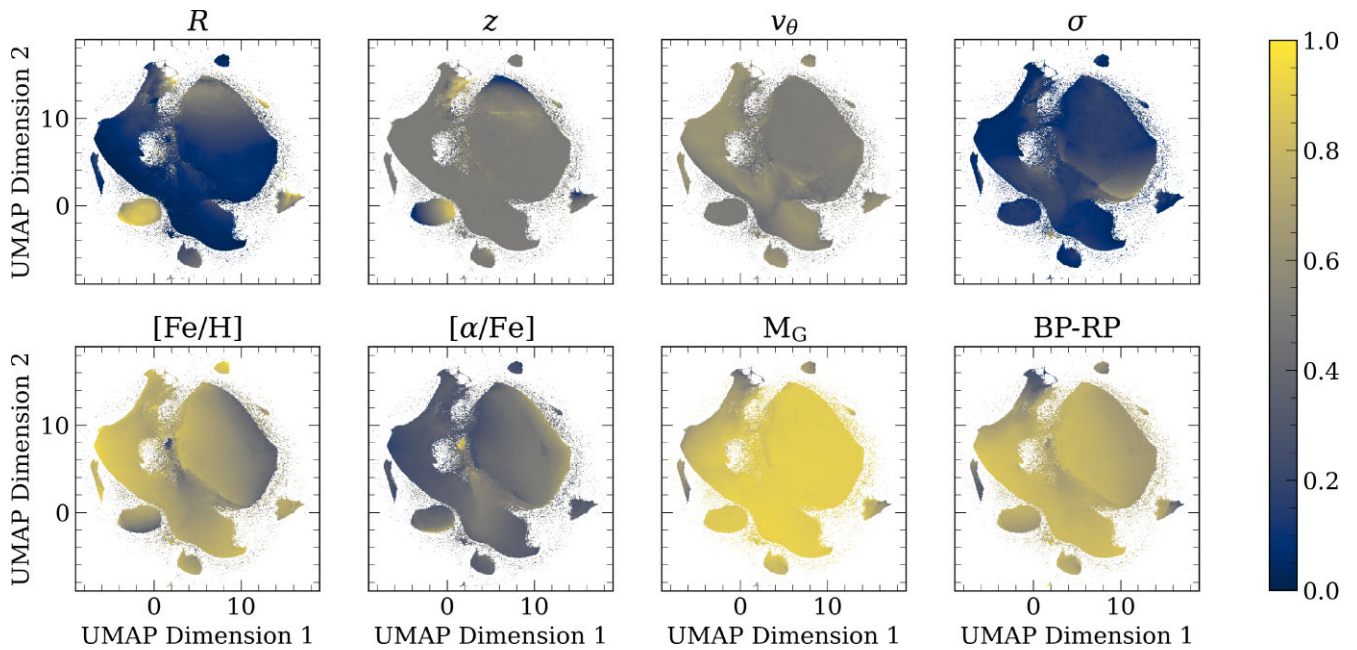 R z v_θ σ
UMAP Dimension 2
10
0
1.0
0.8
0.6
0.4
0.2
0.0
[Fe/H] [α/Fe] M_G BP-RP
UMAP Dimension 2
10
0
0 10 0 10 0 10 0 10
UMAP Dimension 1 UMAP Dimension 1 UMAP Dimension 1 UMAP Dimension 1